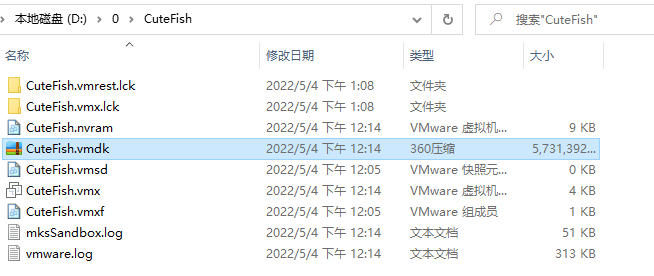 本地磁盘 (D:) > 0 > CuteFish 搜索"CuteFish"
名称 修改日期 类型 大小
CuteFish.vmrest.lck 2022/5/4 下午 1:08 文件夹
CuteFish.vmx.lck 2022/5/4 下午 1:08 文件夹
CuteFish.nvram 2022/5/4 下午 12:14 VMware 虚拟机... 9 KB
CuteFish.vmdk 2022/5/4 下午 12:14 360压缩 5,731,392...
CuteFish.vmsd 2022/5/4 下午 12:05 VMware 快照元... 0 KB
CuteFish.vmx 2022/5/4 下午 12:14 VMware 虚拟机... 4 KB
CuteFish.vmxf 2022/5/4 下午 12:05 VMware 组成员 1 KB
mksSandbox.log 2022/5/4 下午 12:14 文本文档 51 KB
vmware.log 2022/5/4 下午 12:14 文本文档 313 KB